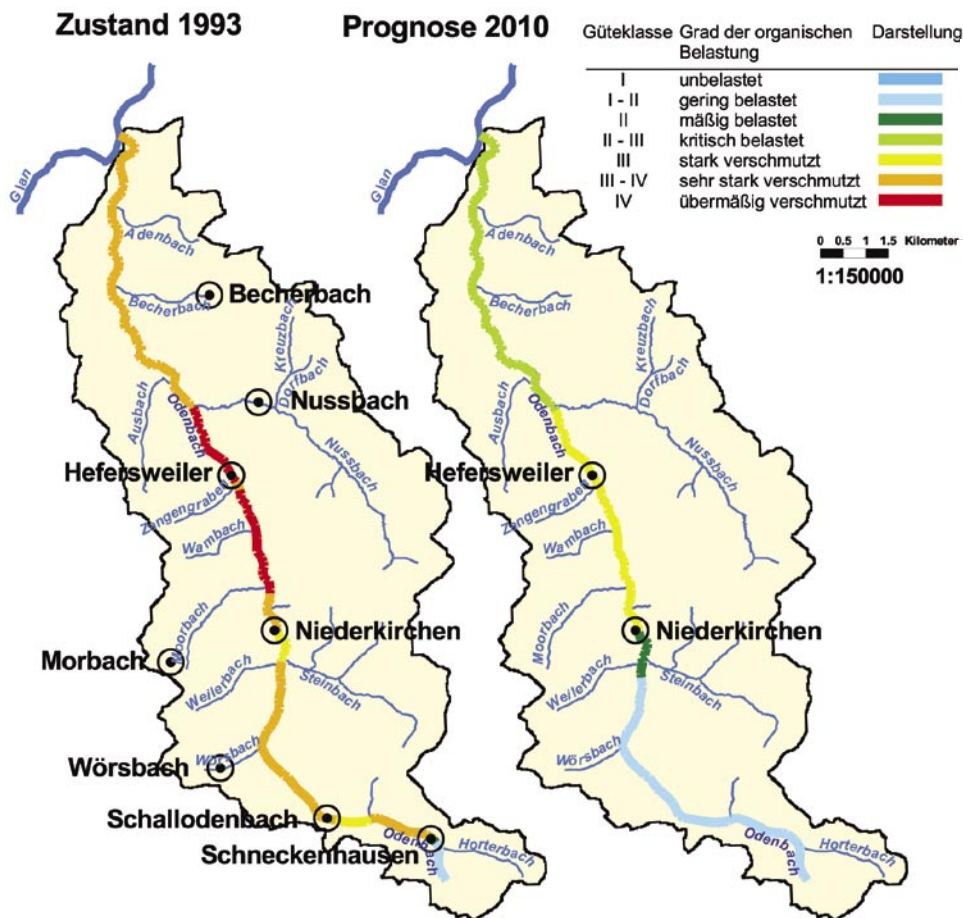 Zustand 1993
Prognose 2010
Güteklasse Grad der organischen Belastung Darstellung
I unbelastet
I - II gering belastet
II mäßig belastet
II - III kritisch belastet
III stark verschmutzt
III - IV sehr stark verschmutzt
IV übermäßig verschmutzt
0 0.5 1 1.5 Kilometer
1:150000
Glan
Adenbach
Becherbach
Becherbach
Kreuzbach
Dorfbach
Ausbach
Odenbach
Nussbach
Nussbach
Hefersweiler
Zangengraben
Wambach
Moorbach
Niederkirchen
Morbach
Weilerbach
Steinbach
Wörsbach
Wörsbach
Schallodenbach
Odenbach
Schneckenhausen
Horterbach
Glan
Adenbach
Becherbach
Kreuzbach
Dorfbach
Ausbach
Odenbach
Nussbach
Hefersweiler
Zangengraben
Wambach
Moorbach
Niederkirchen
Weilerbach
Steinbach
Wörsbach
Odenbach
Horterbach